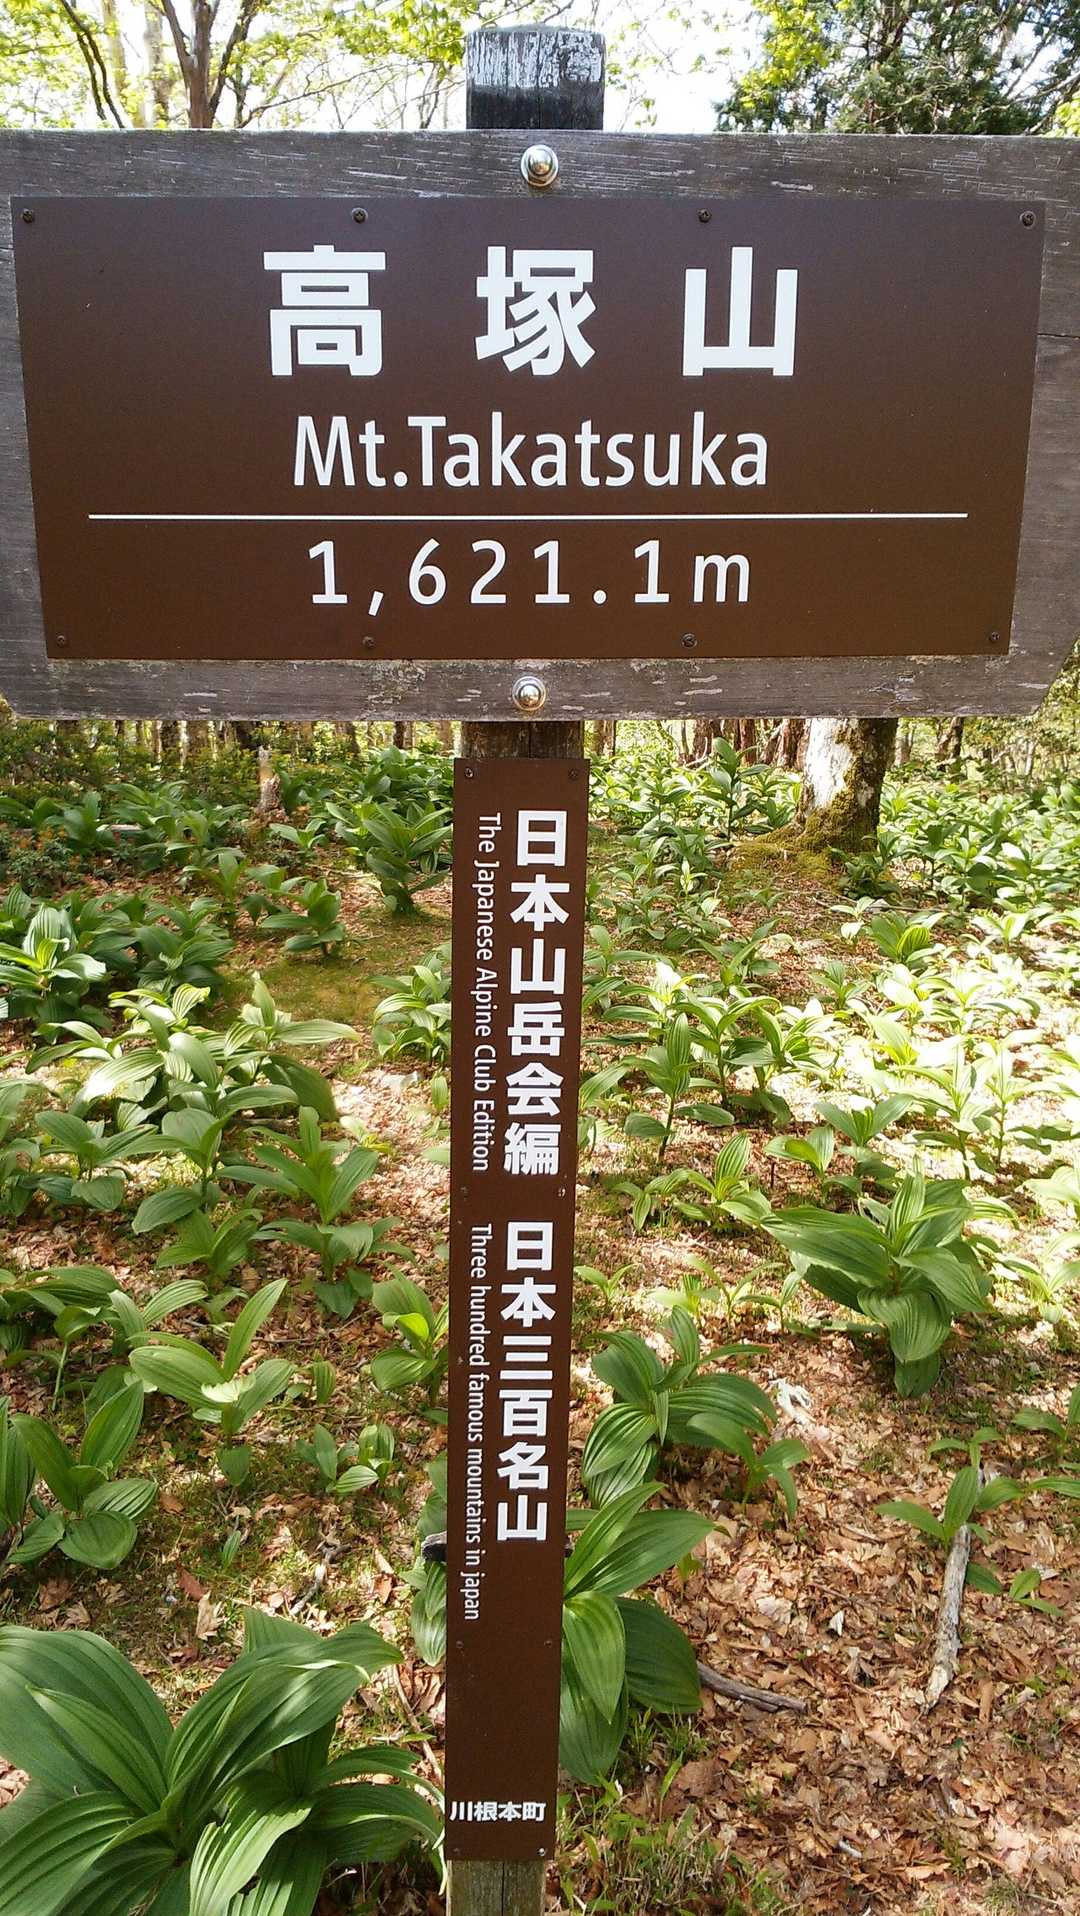 高塚山
Mt.Takatsuka
1,621.1m
日本山岳会編 日本三百名山
The Japanese Alpine Club Edition Three hundred famous mountains in japan
川根本町